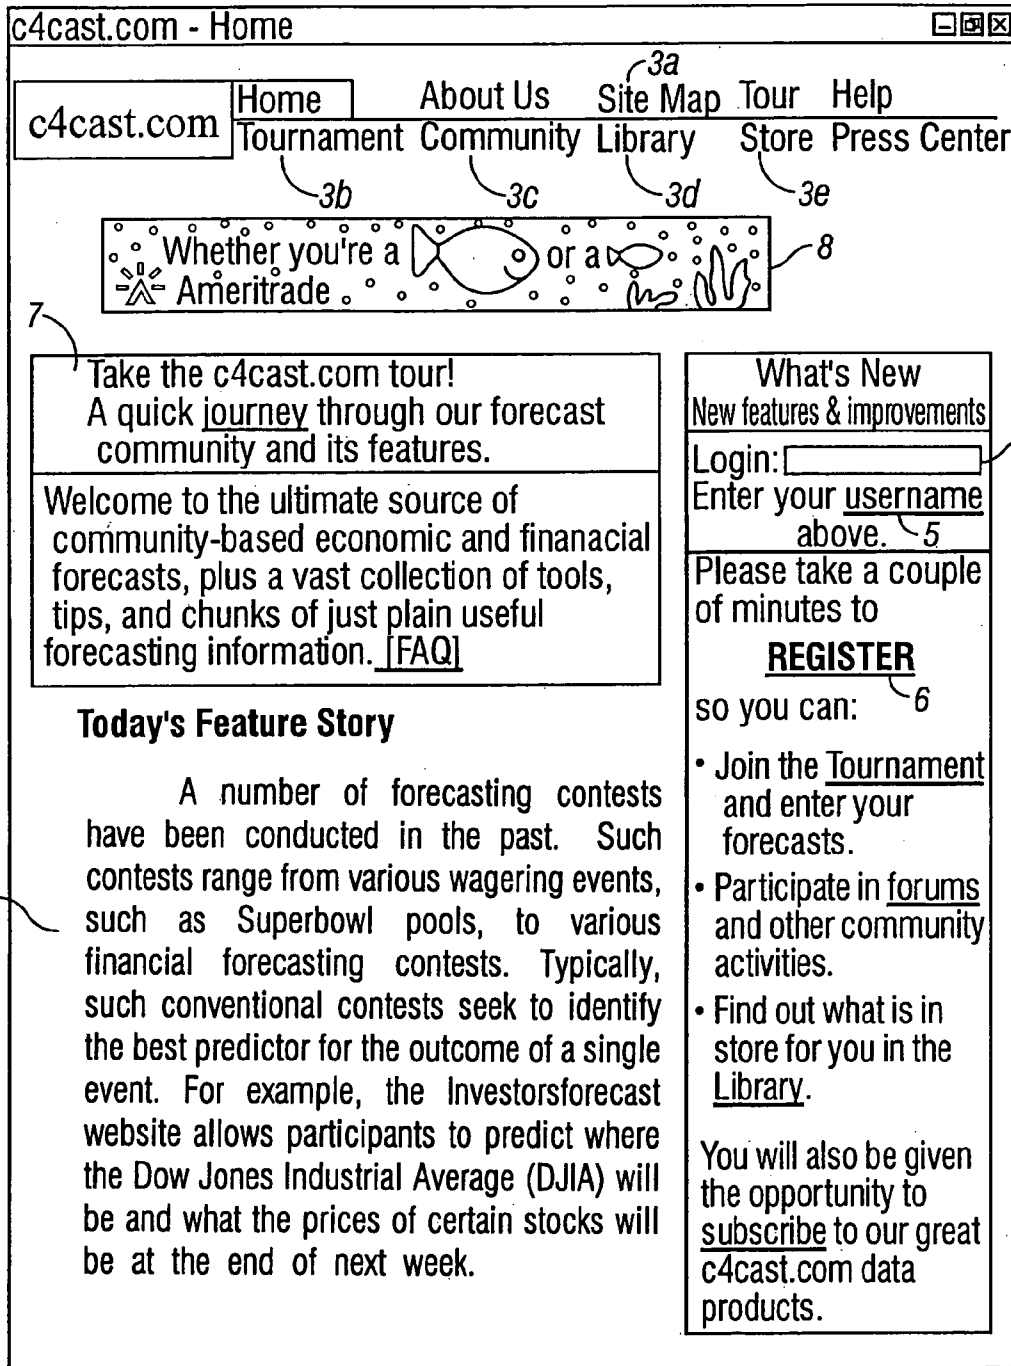 c4cast.com - Home
3a
Home About Us Site Map Tour Help
c4cast.com
Tournament Community Library Store Press Center
3b 3c 3d 3e
Whether you're a or a
Ameritrade
8
7
Take the c4cast.com tour!
A quick journey through our forecast
community and its features.
Welcome to the ultimate source of
community-based economic and finanacial
forecasts, plus a vast collection of tools,
tips, and chunks of just plain useful
forecasting information. [FAQ]
Today's Feature Story
A number of forecasting contests
have been conducted in the past. Such
contests range from various wagering events,
such as Superbowl pools, to various
financial forecasting contests. Typically,
such conventional contests seek to identify
the best predictor for the outcome of a single
event. For example, the Investorsforecast
website allows participants to predict where
the Dow Jones Industrial Average (DJIA) will
be and what the prices of certain stocks will
be at the end of next week.
What's New
New features & improvements
Login:
Enter your username
above. 5
Please take a couple
of minutes to
REGISTER
6
so you can:
• Join the Tournament
and enter your
forecasts.
• Participate in forums
and other community
activities.
• Find out what is in
store for you in the
Library.
You will also be given
the opportunity to
subscribe to our great
c4cast.com data
products.